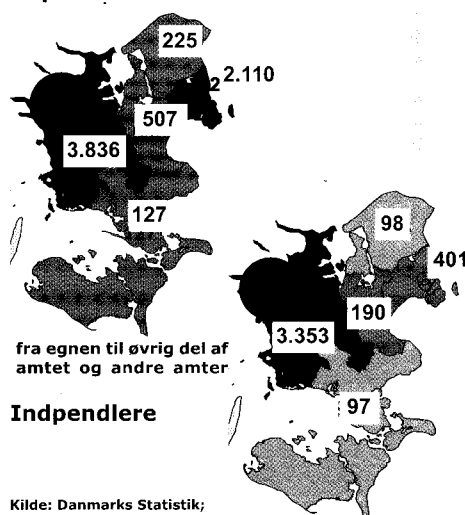 225
2.110
507
3.836
127
98
401
190
3.353
97
fra egnen til øvrig del af
amtet og andre amter
Indpendlere
Kilde: Danmarks Statistik;